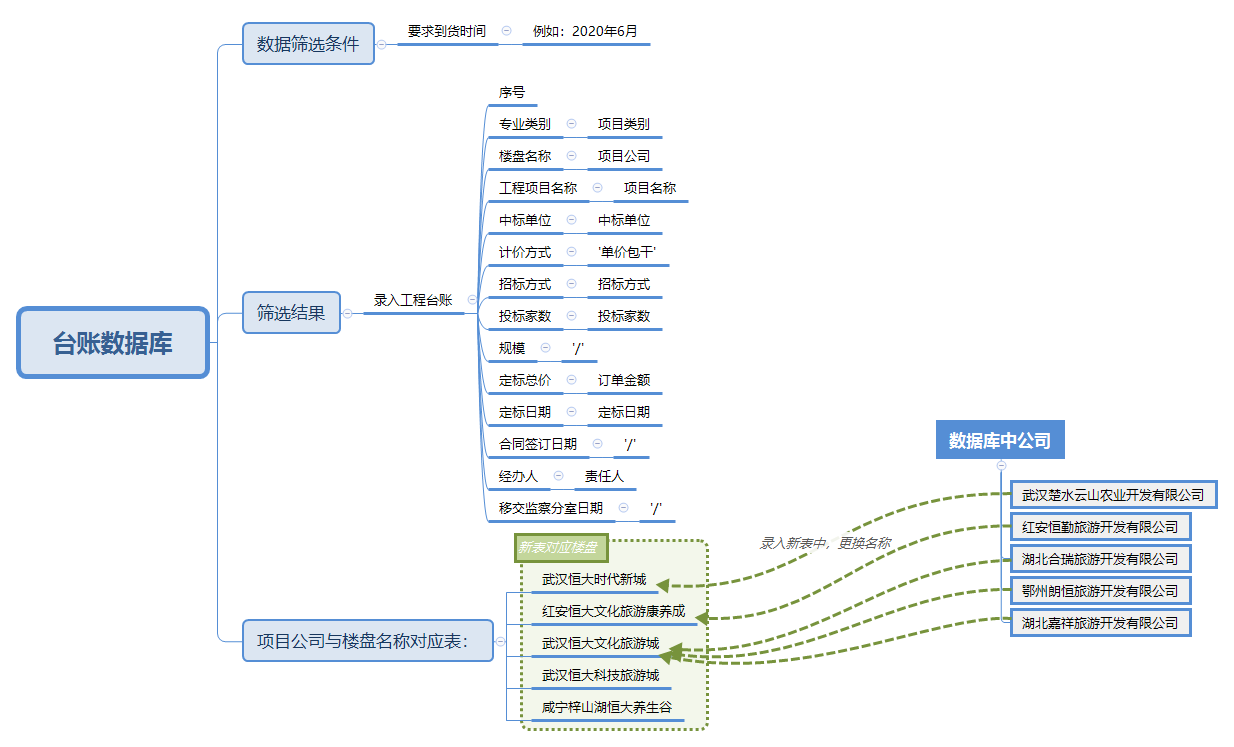 台账数据库
数据筛选条件
要求到货时间
例如：2020年6月
筛选结果
录入工程台账
序号
专业类别
项目类别
楼盘名称
项目公司
工程项目名称
项目名称
中标单位
中标单位
计价方式
'单价包干'
招标方式
招标方式
投标家数
投标家数
规模
'/'
定标总价
订单金额
定标日期
定标日期
合同签订日期
'/'
经办人
责任人
移交监察分室日期
'/'
项目公司与楼盘名称对应表：
新表对应楼盘
武汉恒大时代新城
红安恒大文化旅游康养成
武汉恒大文化旅游城
武汉恒大科技旅游城
咸宁梓山湖恒大养生谷
录入新表中，更换名称
数据库中公司
武汉楚水云山农业开发有限公司
红安恒勤旅游开发有限公司
湖北合瑞旅游开发有限公司
鄂州朗恒旅游开发有限公司
湖北嘉祥旅游开发有限公司